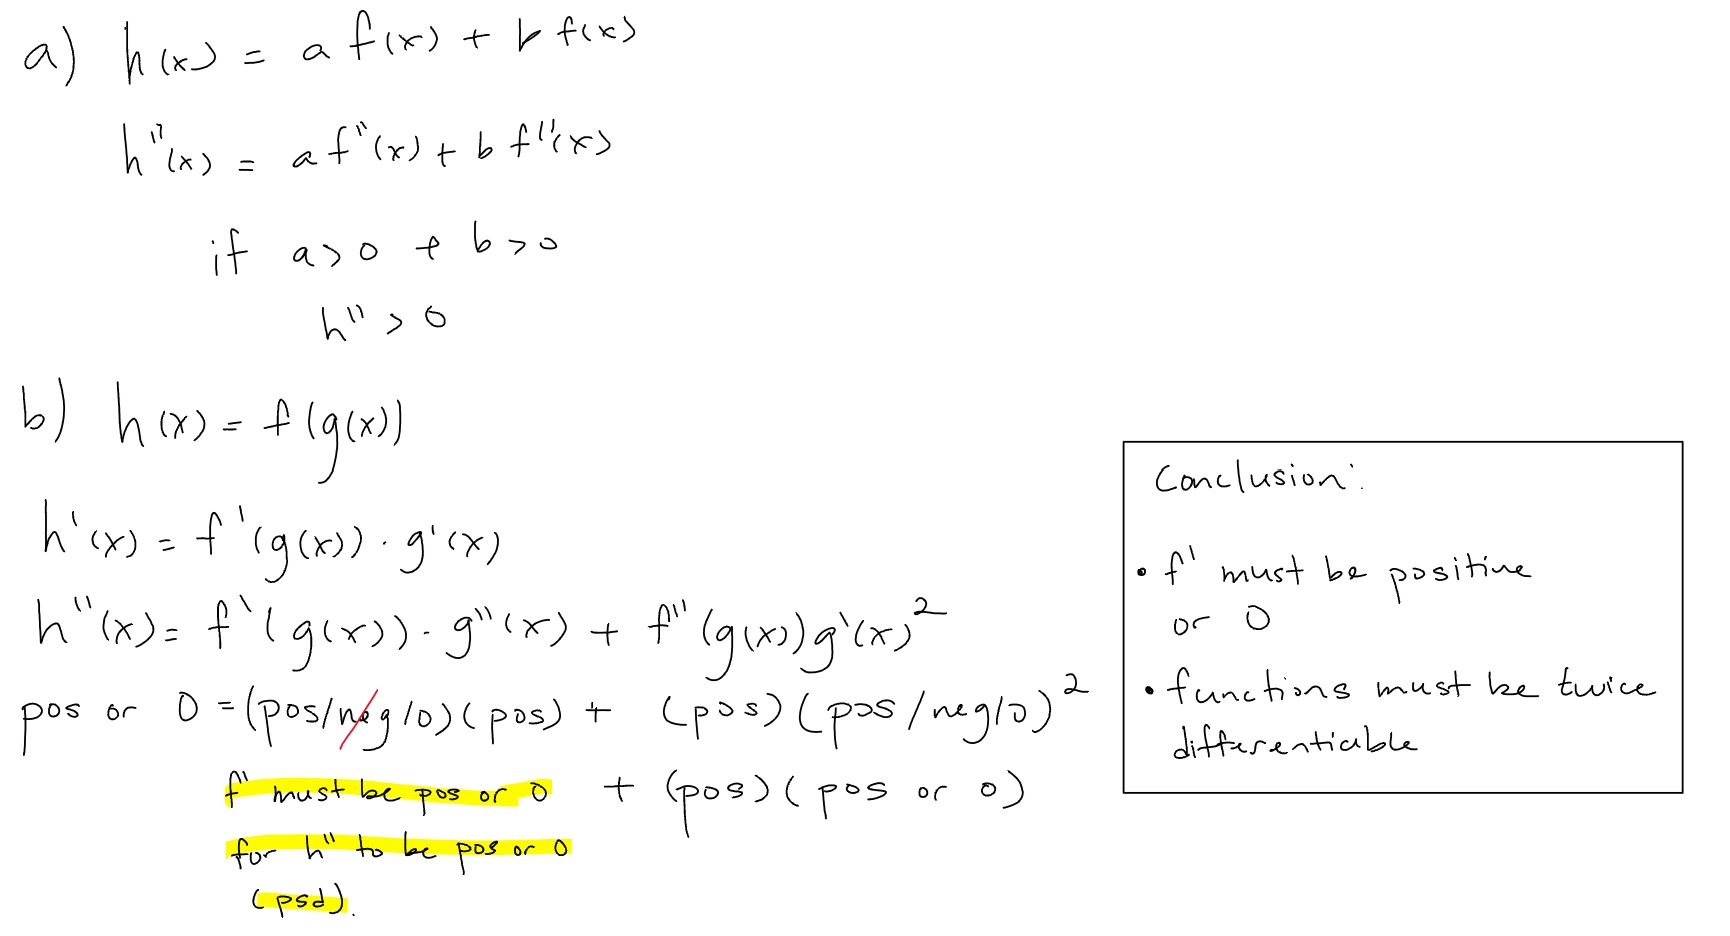 a) h(x) = a f(x) + b f(x)
h''(x) = a f''(x) + b f''(x)
if a>0 + b>0
h'' > 0
b) h(x) = f(g(x))
h'(x) = f'(g(x)) · g'(x)
h''(x) = f'(g(x)) · g''(x) + f''(g(x)) g'(x)²
pos or 0 = (pos/neg/0)(pos) + (pos)(pos/neg/0)²
f' must be pos or 0 + (pos)(pos or 0)
for h'' to be pos or 0
(psd).
Conclusion:
• f' must be positive
or 0
• functions must be twice
differentiable